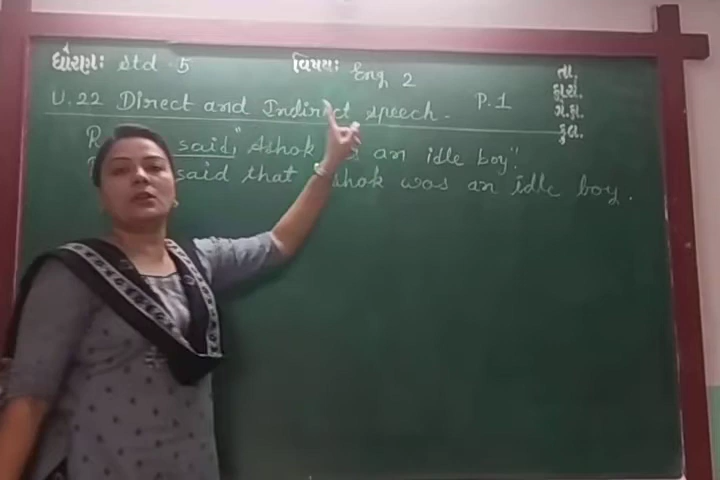 ધોરણ: Std. 5 વિષય: Eng 2 તા.
U.22 Direct and Indirect speech. P.1
said, "Ashok an idle boy".
said that Ashok was an idle boy.